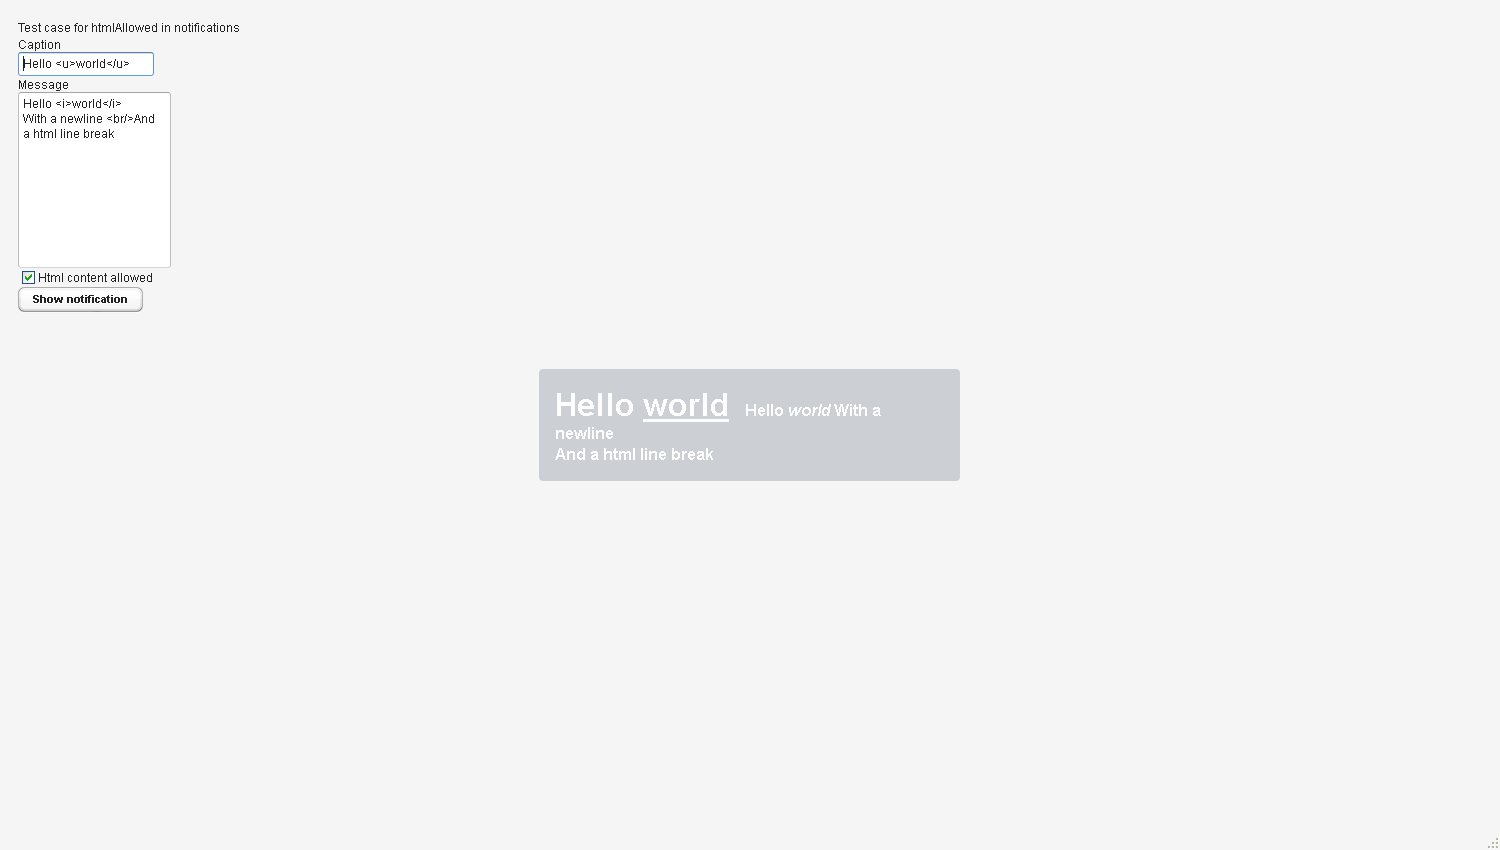 Test case for htmlAllowed in notifications
Caption
Hello <u>world</u>
Message
Hello <i>world</i>
With a newline <br/>And
a html line break
Html content allowed
Show notification
Hello world Hello world With a
newline
And a html line break